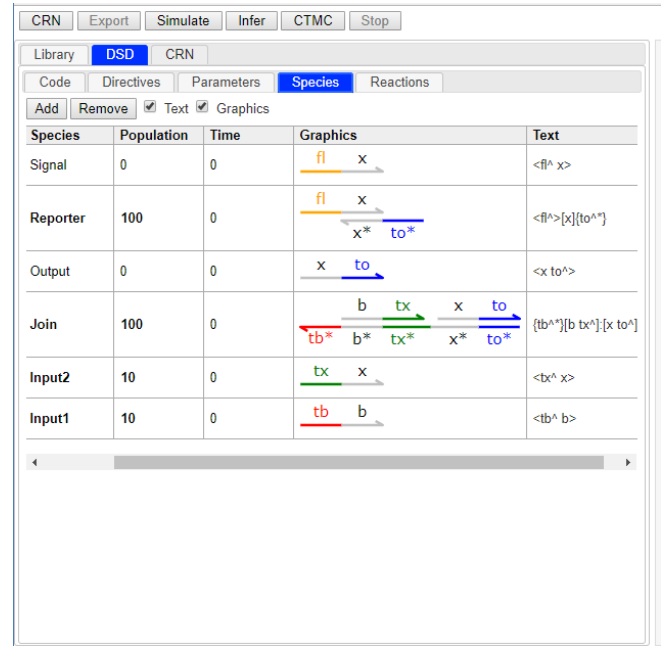 CRN Export Simulate Infer CTMC Stop
Library DSD CRN
Code Directives Parameters Species Reactions
Add Remove Text Graphics
Species Population Time Graphics Text
Signal 0 0 fl x <fl^ x>
Reporter 100 0 fl x x* to* <fl^>[x]{to^*}
Output 0 0 x to <x to^>
Join 100 0 b tx x to tb* b* tx* x* to* {tb^*}[b tx^]:[x to^]
Input2 10 0 tx x <tx^ x>
Input1 10 0 tb b <tb^ b>